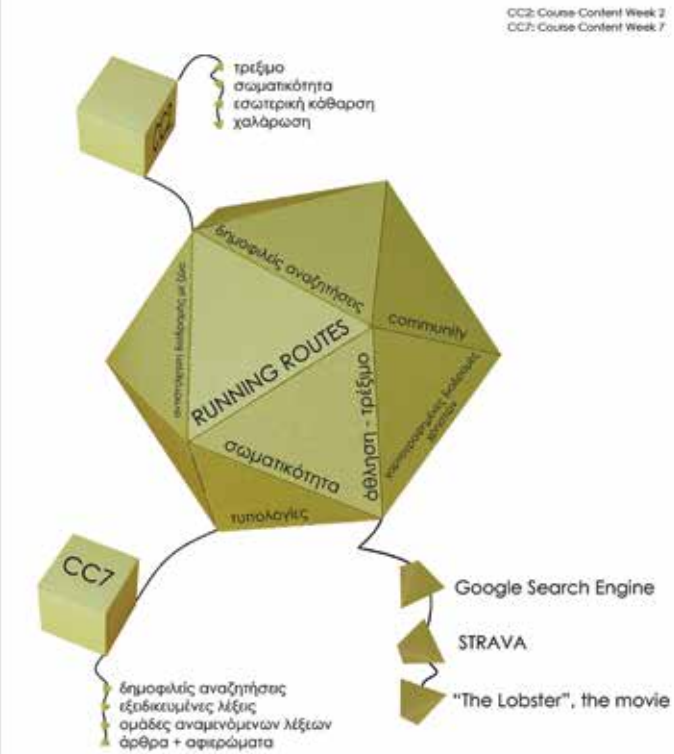 CC2: Course Content Week 2
CC7: Course Content Week 7
τρεξιμο
σωματικότητα
εσωτερική κάθαρση
χαλάρωση
CC2
δημοφιλείς αναζητήσεις
community
RUNNING ROUTES
άθληση - τρέξιμο
σωματικότητα
τυπολογίες
CC7
Google Search Engine
STRAVA
"The Lobster", the movie
δημοφιλείς αναζητήσεις
εξειδικευμένες λέξεις
ομάδες αναμενόμενων λέξεων
άρθρα + αφιερώματα